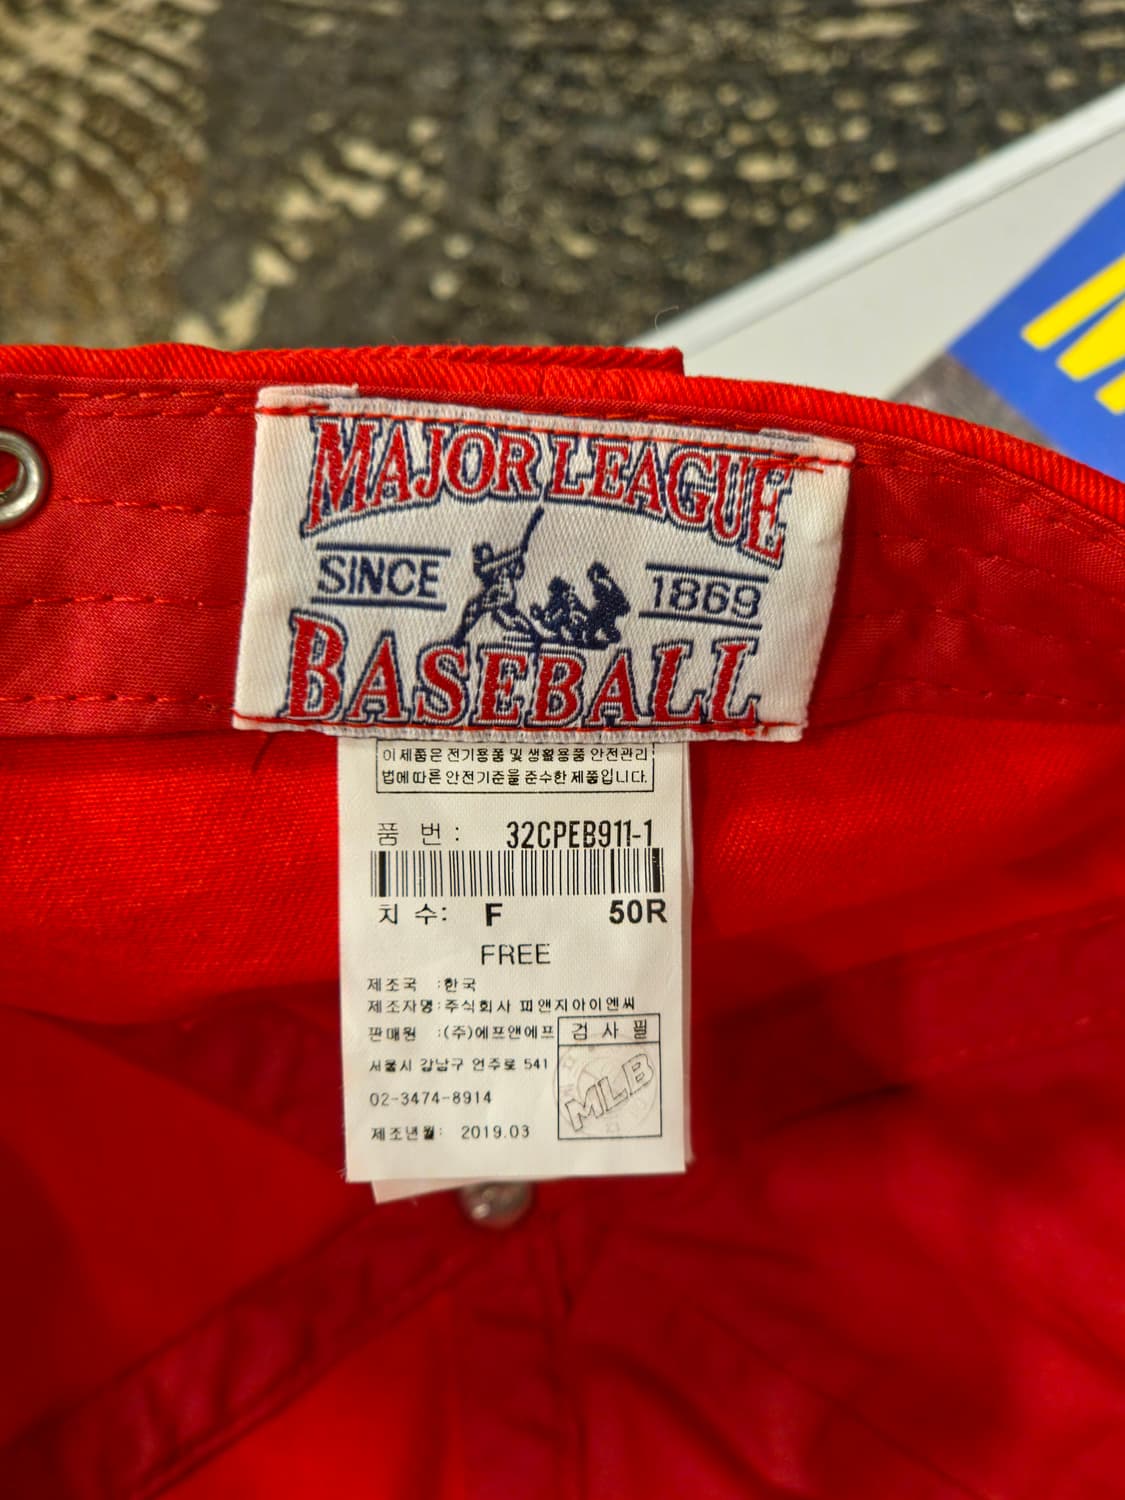 MAJOR LEAGUE
SINCE 1869
BASEBALL
이 제품은 전기용품 및 생활용품 안전관리
법에 따른 안전기준을 준수한 제품입니다.
품 번 : 32CPEB911-1
치 수: F 50R
FREE
제조국 :한국
제조자명:주식회사 피앤지아이엔씨
판매원 :(주)에프앤에프
검 사 필
서울시 강남구 언주로 541
MLB
02-3474-8914
제조년월: 2019.03